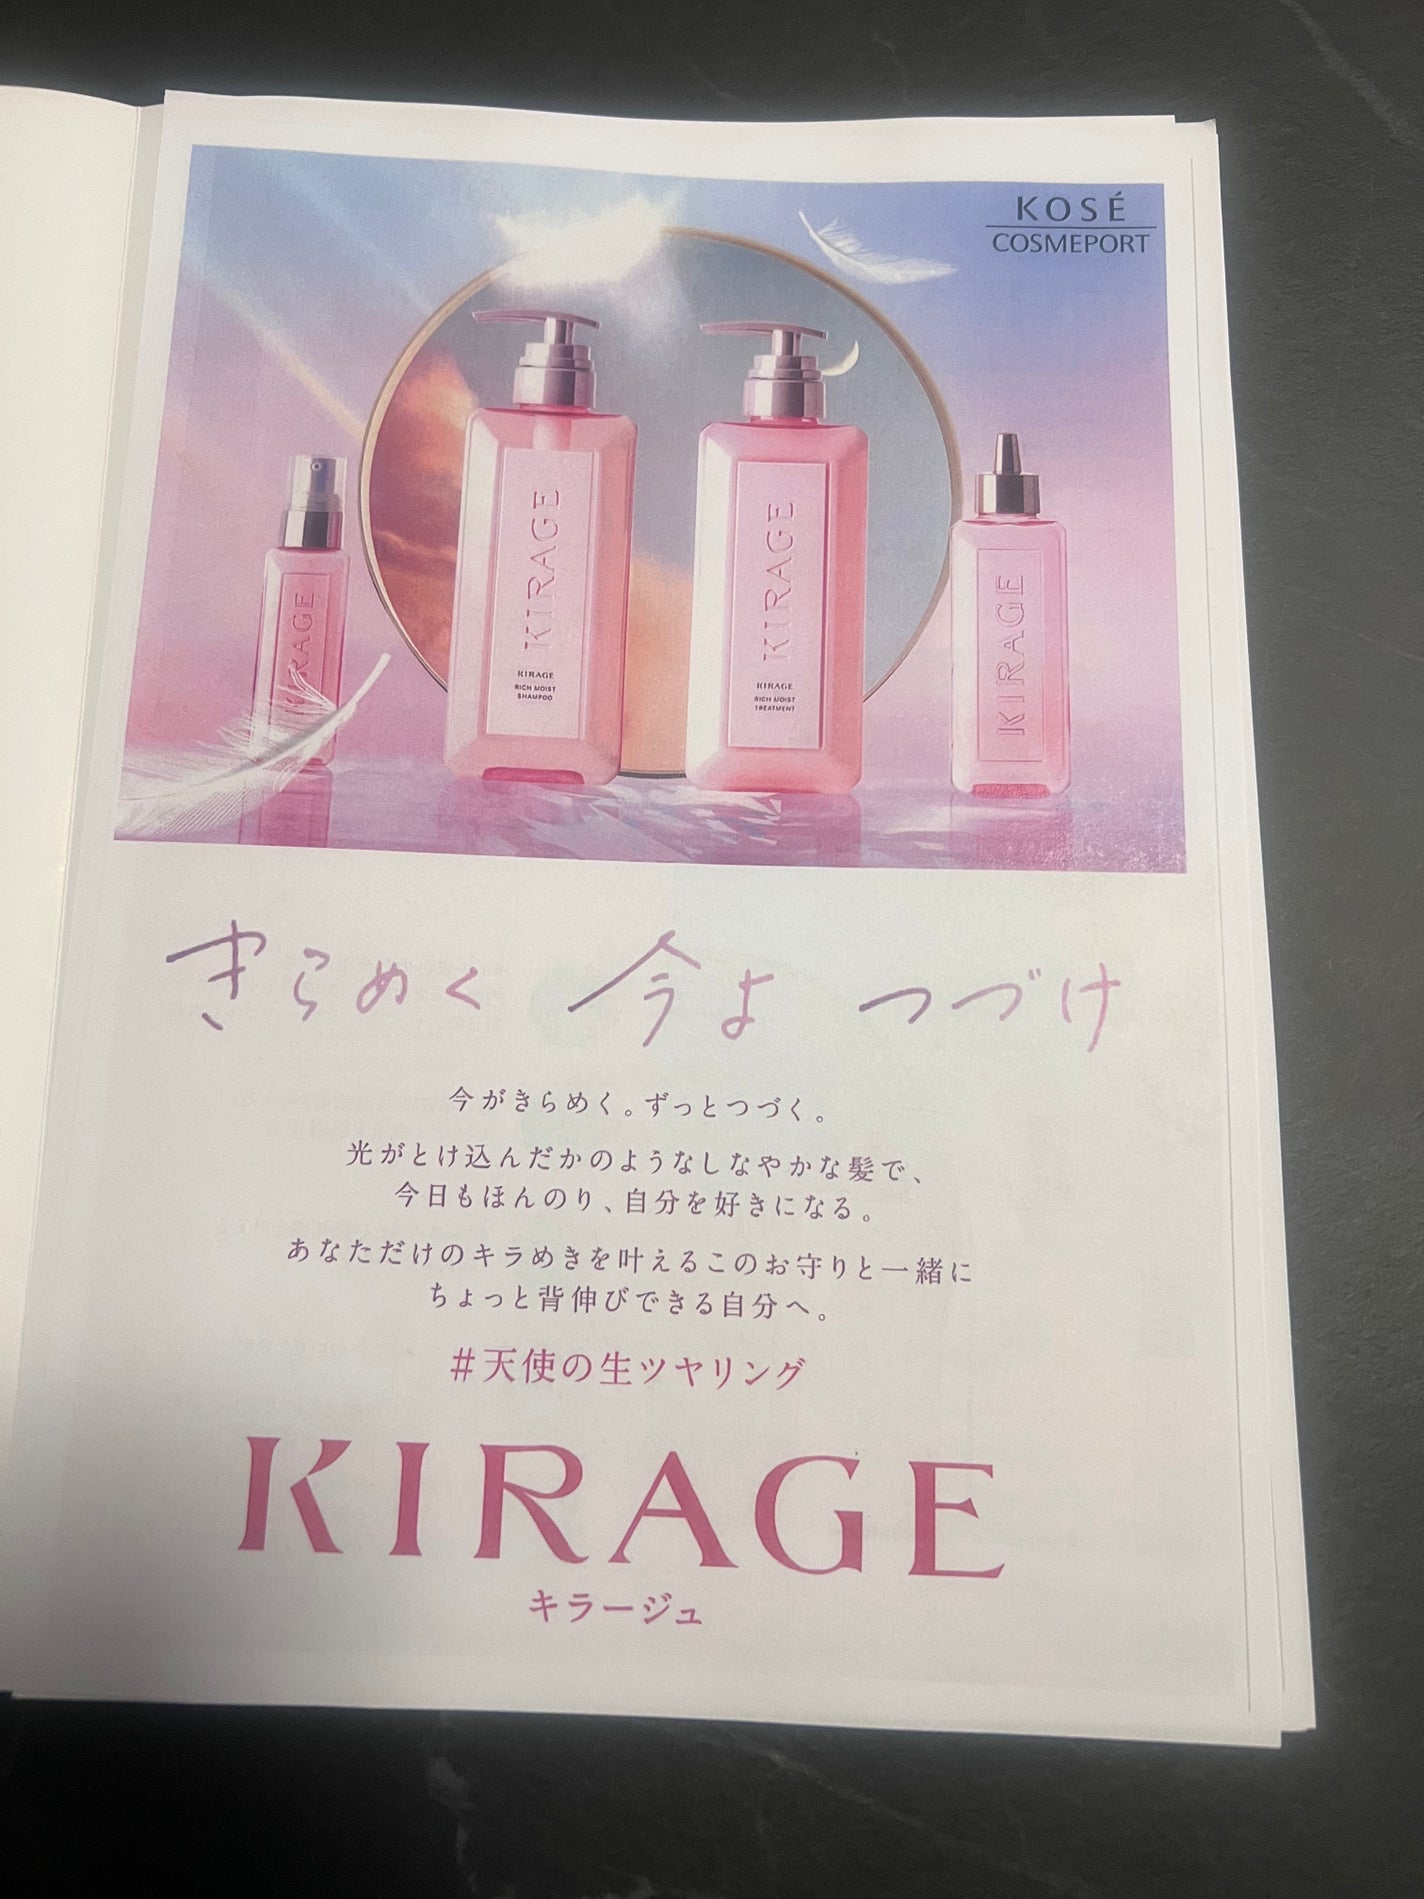 KOSÉ
COSMEPORT
KIRAGE
KIRAGE
KIRAGE
RICH MOIST
SHAMPOO
KIRAGE
KIRAGE
RICH MOIST
TREATMENT
KIRAGE
きらめく 今よ つづけ
今がきらめく。ずっとつづく。
光がとけ込んだかのようなしなやかな髪で、
今日もほんのり、自分を好きになる。
あなただけのキラめきを叶えるこのお守りと一緒に
ちょっと背伸びできる自分へ。
#天使の生ツヤリング
KIRAGE
キラージュ